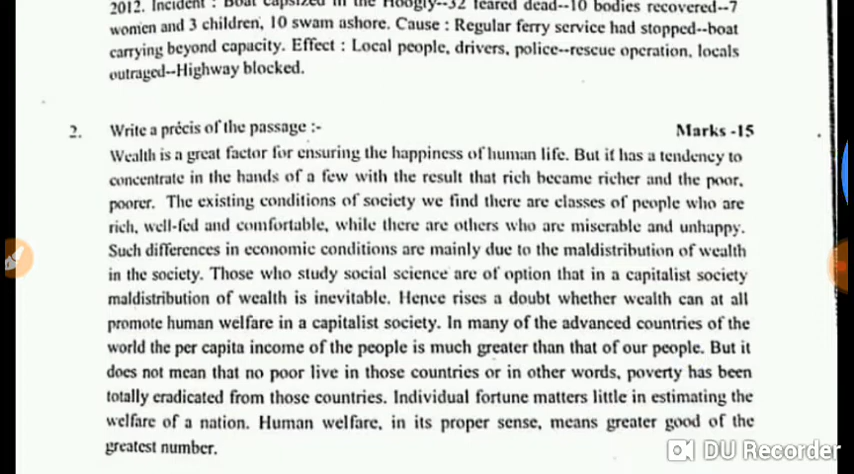 2012. Incident : Boat capsized in the Hoogly--32 feared dead--10 bodies recovered--7
women and 3 children, 10 swam ashore. Cause : Regular ferry service had stopped--boat
carrying beyond capacity. Effect : Local people, drivers, police--rescue operation, locals
outraged--Highway blocked.
2. Write a précis of the passage :- Marks -15
Wealth is a great factor for ensuring the happiness of human life. But it has a tendency to
concentrate in the hands of a few with the result that rich became richer and the poor,
poorer. The existing conditions of society we find there are classes of people who are
rich, well-fed and comfortable, while there are others who are miserable and unhappy.
Such differences in economic conditions are mainly due to the maldistribution of wealth
in the society. Those who study social science are of option that in a capitalist society
maldistribution of wealth is inevitable. Hence rises a doubt whether wealth can at all
promote human welfare in a capitalist society. In many of the advanced countries of the
world the per capita income of the people is much greater than that of our people. But it
does not mean that no poor live in those countries or in other words, poverty has been
totally eradicated from those countries. Individual fortune matters little in estimating the
welfare of a nation. Human welfare, in its proper sense, means greater good of the
greatest number.
DU Recorder